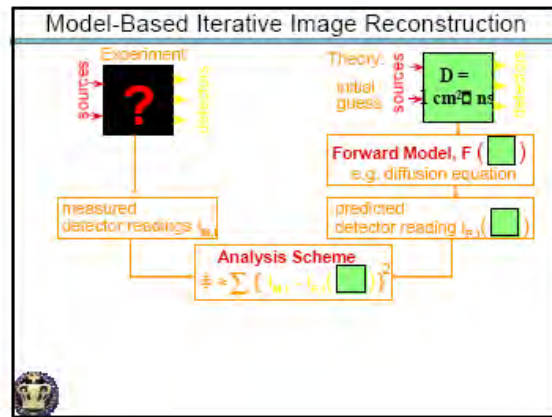 Model-Based Iterative Image Reconstruction
Experiment
sources
?
detectors
Theory:
initial
guess
sources
D =
1 cm² ns
detectors
Forward Model, F ( )
e.g. diffusion equation
measured
detector readings
predicted
detector reading
Analysis Scheme